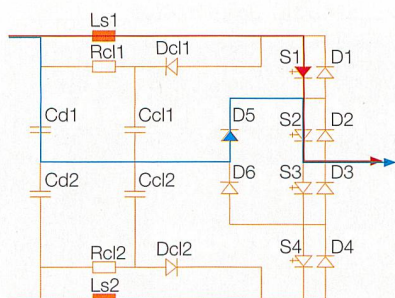 Ls1
Rcl1 Dcl1
S1 D1
Cd1 Ccl1 D5 S2 D2
Cd2 Ccl2 D6 S3 D3
Rcl2 Dcl2 S4 D4
Ls2